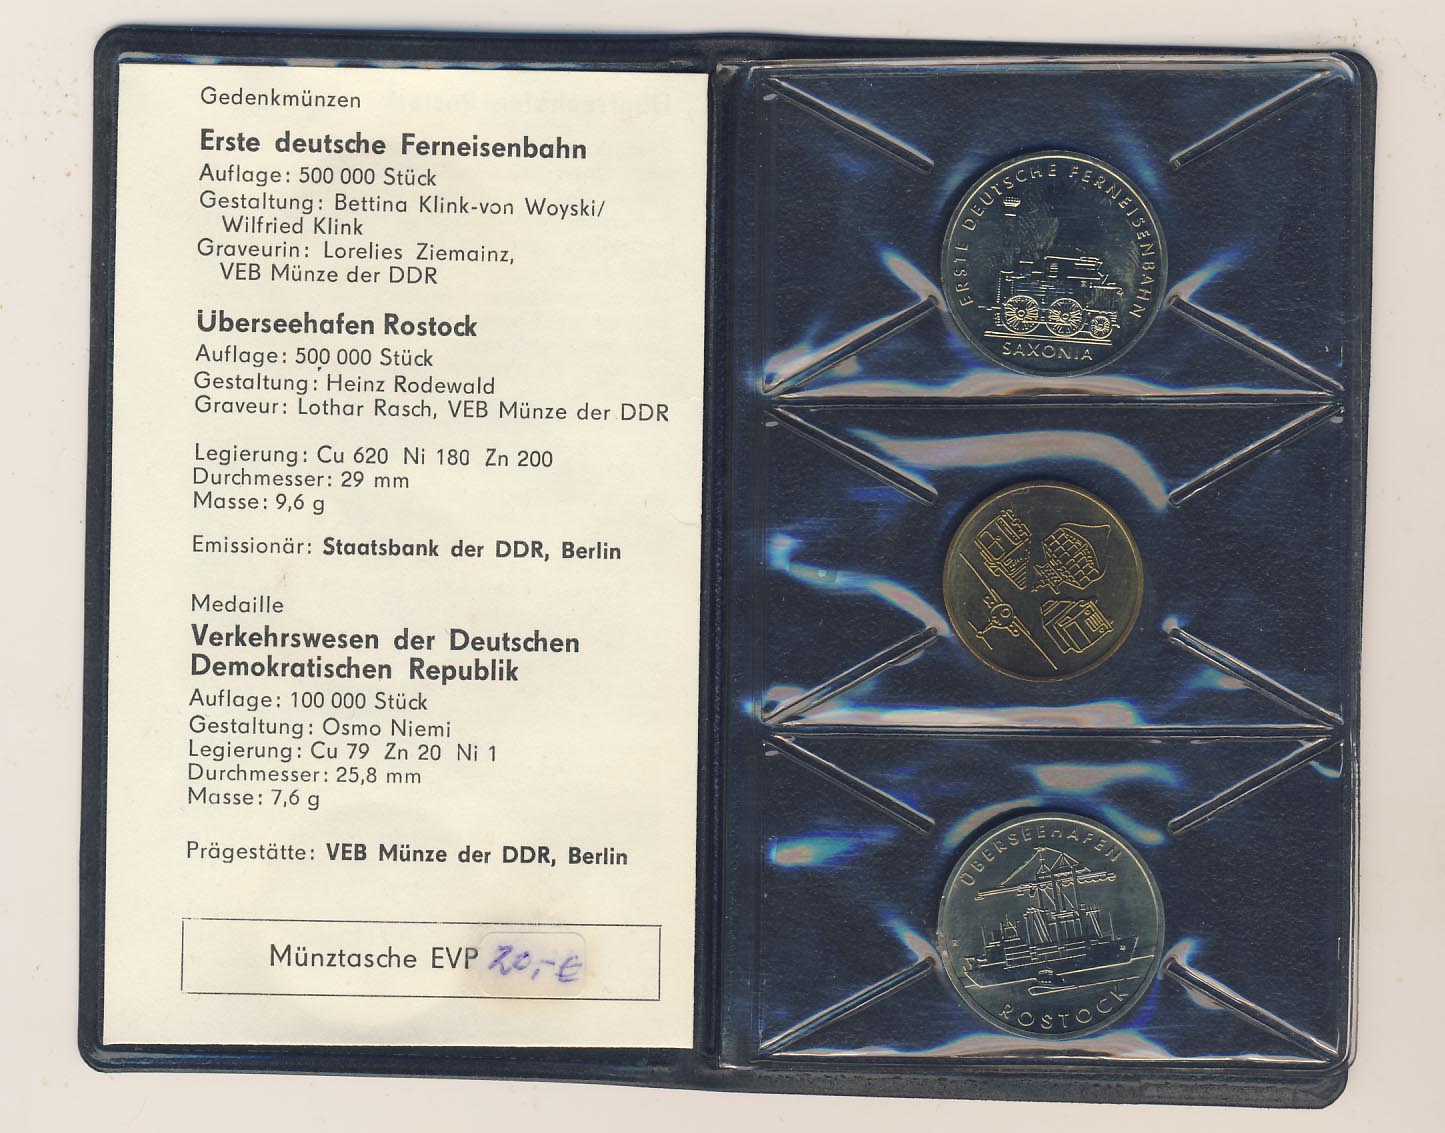 Gedenkmünzen
Erste deutsche Ferneisenbahn
Auflage: 500 000 Stück
Gestaltung: Bettina Klink-von Woyski/
Wilfried Klink
Graveurin: Lorelies Ziemainz,
VEB Münze der DDR
Überseehafen Rostock
Auflage: 500 000 Stück
Gestaltung: Heinz Rodewald
Graveur: Lothar Rasch, VEB Münze der DDR
Legierung: Cu 620 Ni 180 Zn 200
Durchmesser: 29 mm
Masse: 9,6 g
Emissionär: Staatsbank der DDR, Berlin
Medaille
Verkehrswesen der Deutschen
Demokratischen Republik
Auflage: 100 000 Stück
Gestaltung: Osmo Niemi
Legierung: Cu 79 Zn 20 Ni 1
Durchmesser: 25,8 mm
Masse: 7,6 g
Prägestätte: VEB Münze der DDR, Berlin
Münztasche EVP 20,-€
ERSTE DEUTSCHE FERNEISENBAHN
SAXONIA
ÜBERSEEHAFEN
ROSTOCK